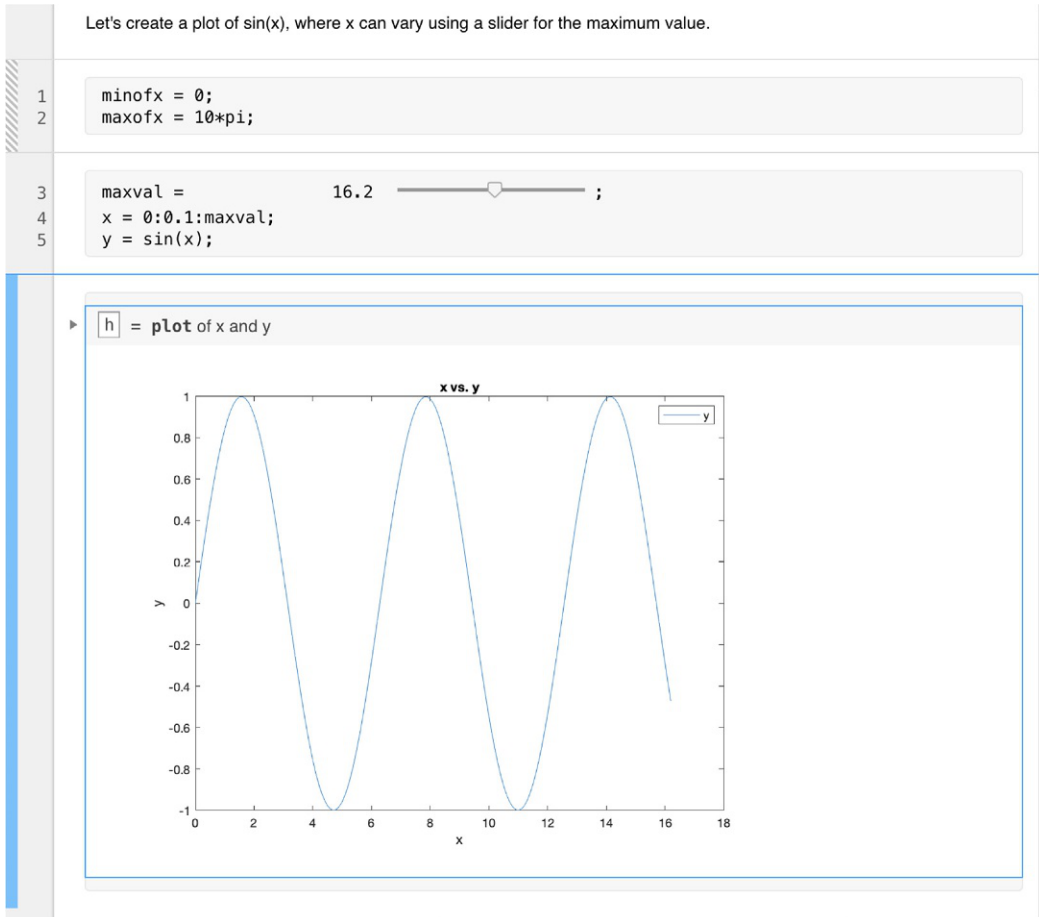 Let's create a plot of sin(x), where x can vary using a slider for the maximum value.
1 minofx = 0;
2 maxofx = 10*pi;
3 maxval = 16.2 ;
4 x = 0:0.1:maxval;
5 y = sin(x);
h = plot of x and y
x vs. y
y
1
0.8
0.6
0.4
0.2
0
-0.2
-0.4
-0.6
-0.8
-1
y
0 2 4 6 8 10 12 14 16 18
x